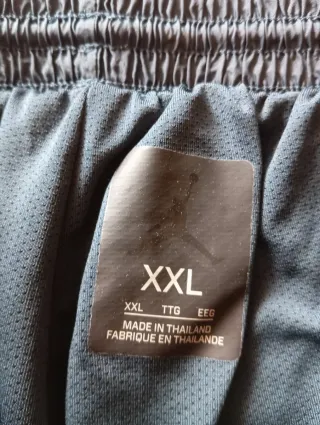 XXL
XXL TTG EEG
MADE IN THAILAND
FABRIQUE EN THAILANDE